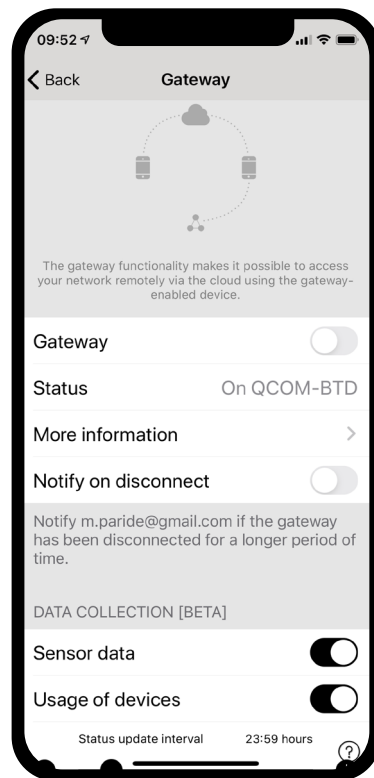 09:52
Back
Gateway
The gateway functionality makes it possible to access
your network remotely via the cloud using the gateway-
enabled device.
Gateway
Status On QCOM-BTD
More information
Notify on disconnect
Notify m.paride@gmail.com if the gateway
has been disconnected for a longer period of
time.
DATA COLLECTION [BETA]
Sensor data
Usage of devices
Status update interval 23:59 hours
?